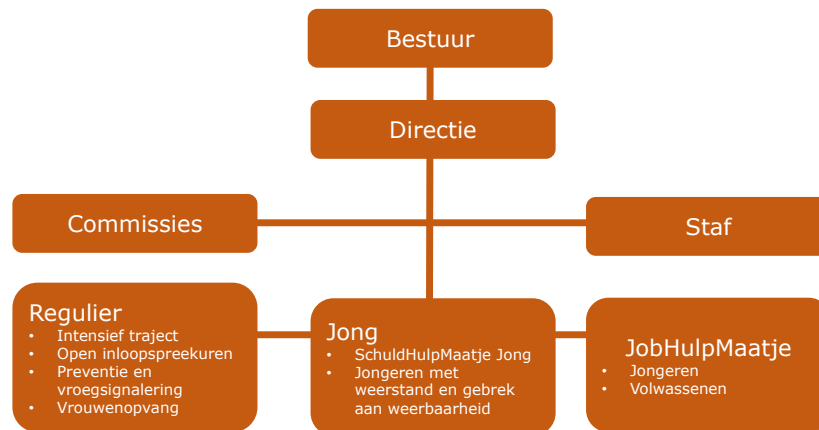 Bestuur
Directie
Commissies
Staf
Regulier
• Intensief traject
• Open inloopspreekuren
• Preventie en
vroegsignalering
• Vrouwenopvang
Jong
• SchuldHulpMaatje Jong
• Jongeren met
weerstand en gebrek
aan weerbaarheid
JobHulpMaatje
• Jongeren
• Volwassenen